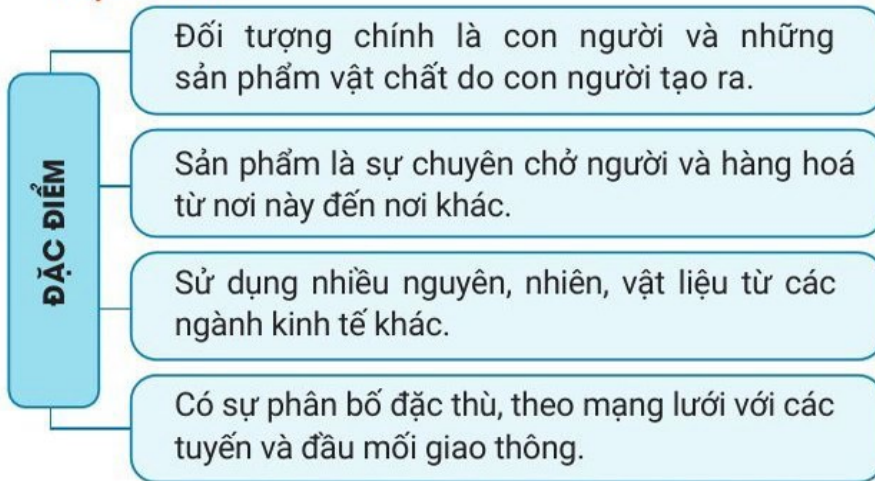 ĐẶC ĐIỂM
Đối tượng chính là con người và những
sản phẩm vật chất do con người tạo ra.
Sản phẩm là sự chuyên chở người và hàng hoá
từ nơi này đến nơi khác.
Sử dụng nhiều nguyên, nhiên, vật liệu từ các
ngành kinh tế khác.
Có sự phân bố đặc thù, theo mạng lưới với các
tuyến và đầu mối giao thông.